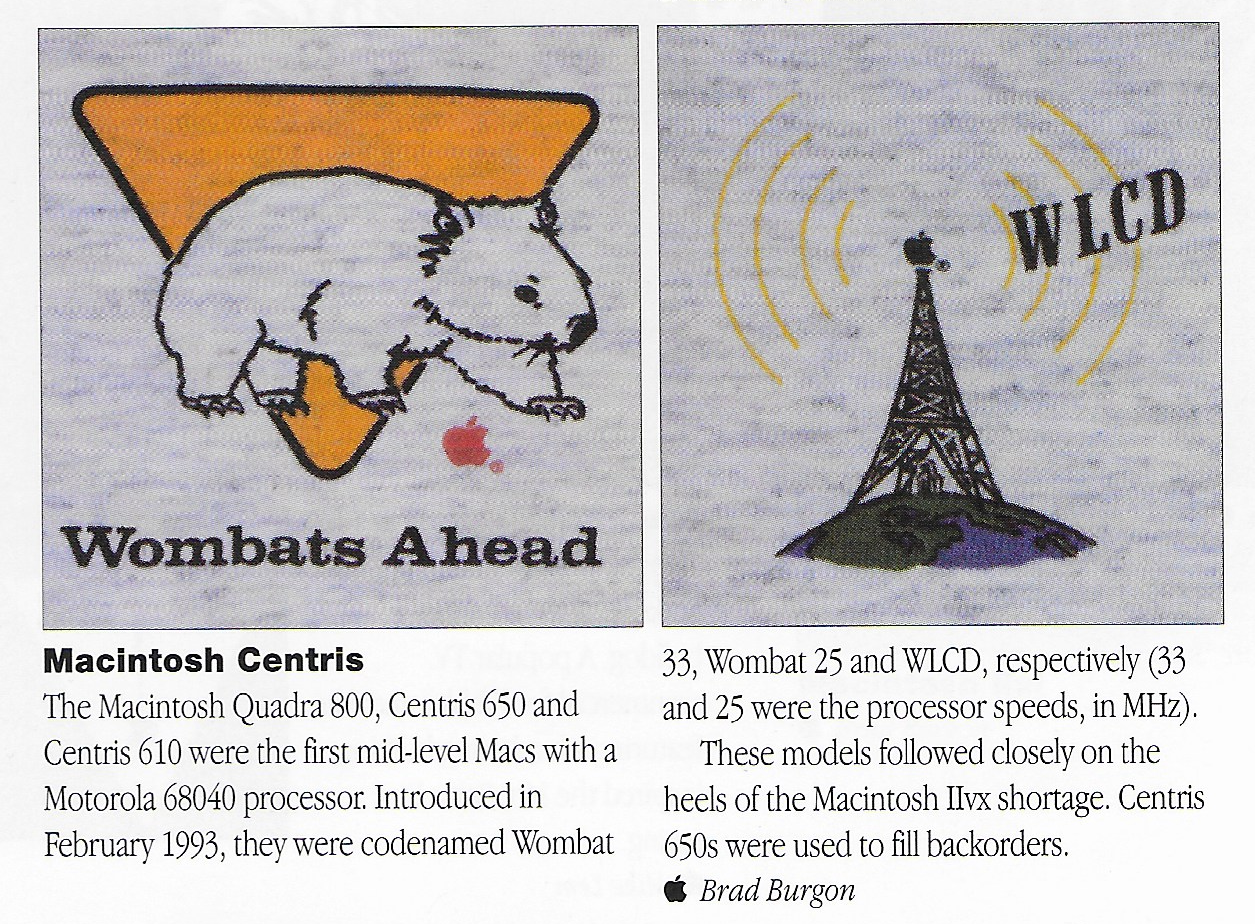 Wombats Ahead
WLCD
Macintosh Centris
The Macintosh Quadra 800, Centris 650 and
Centris 610 were the first mid-level Macs with a
Motorola 68040 processor. Introduced in
February 1993, they were codenamed Wombat
33, Wombat 25 and WLCD, respectively (33
and 25 were the processor speeds, in MHz).
These models followed closely on the
heels of the Macintosh IIvx shortage. Centris
650s were used to fill backorders.
Brad Burgon